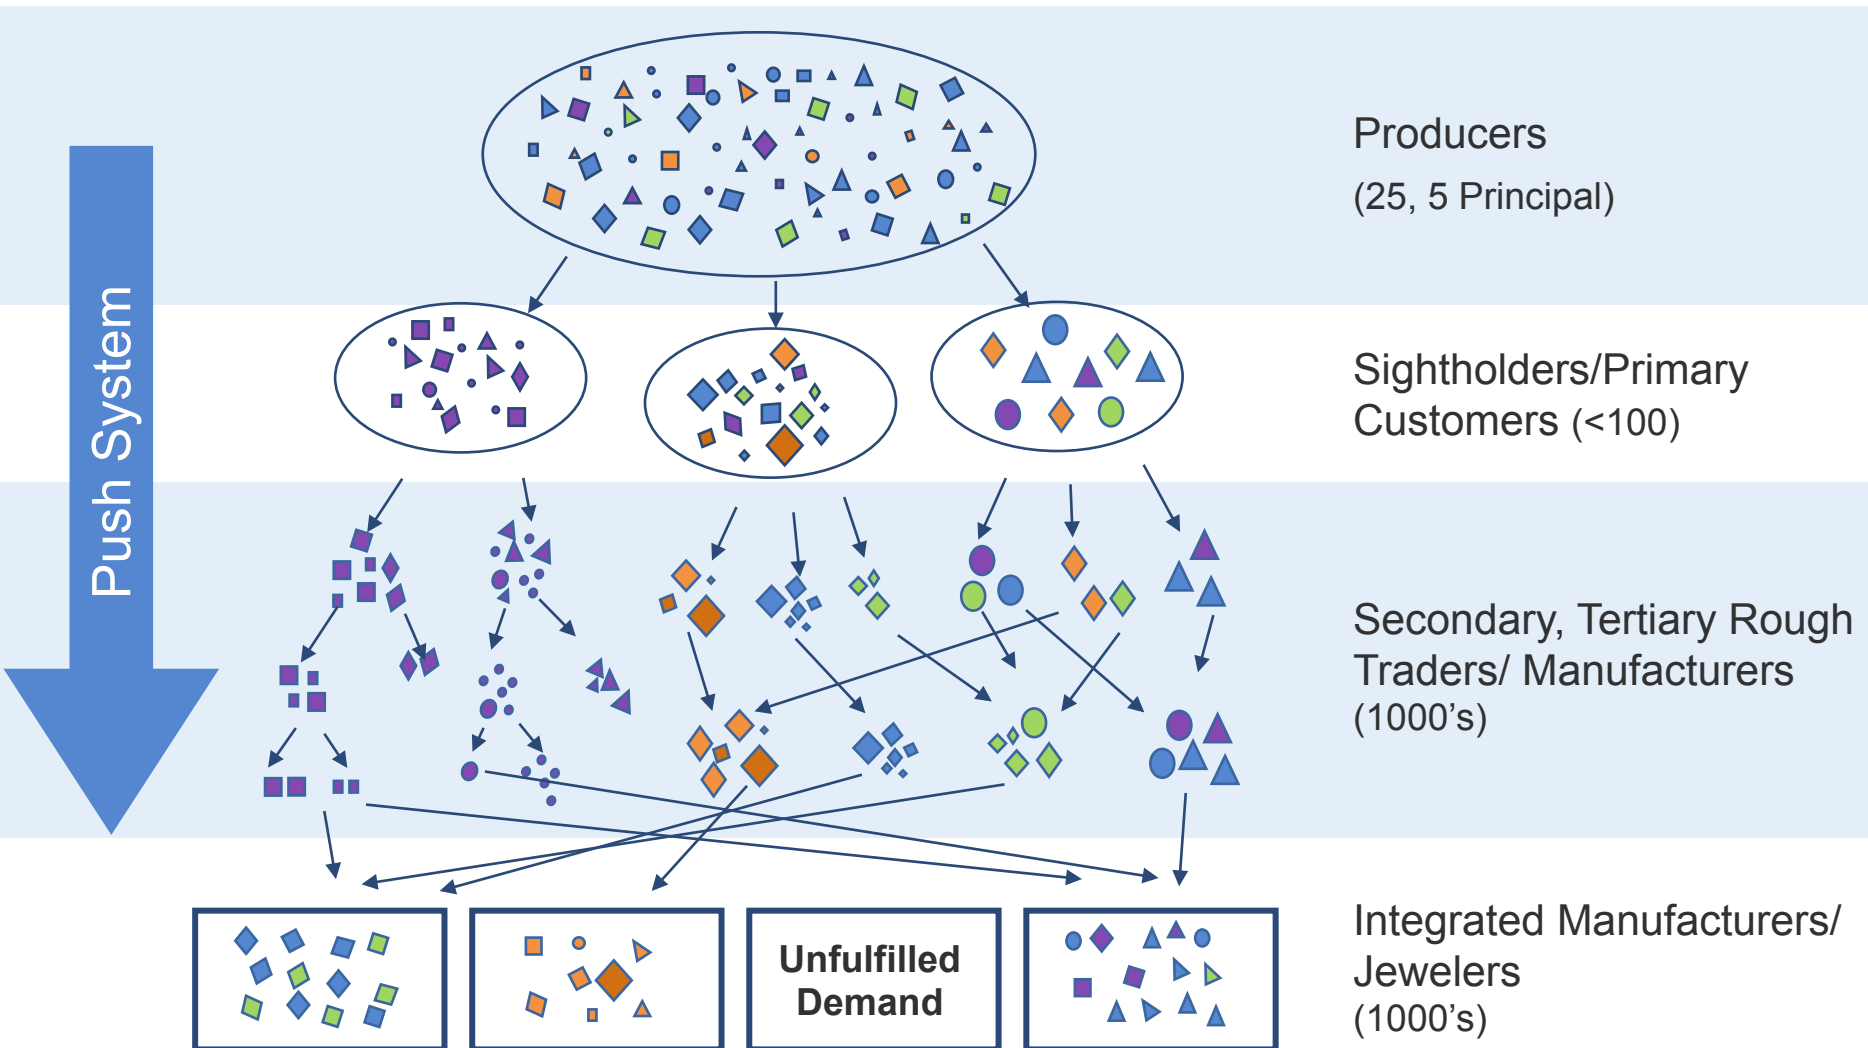 Push System
Producers
(25, 5 Principal)
Sightholders/Primary
Customers (<100)
Secondary, Tertiary Rough
Traders/ Manufacturers
(1000’s)
Unfulfilled
Demand
Integrated Manufacturers/
Jewelers
(1000’s)